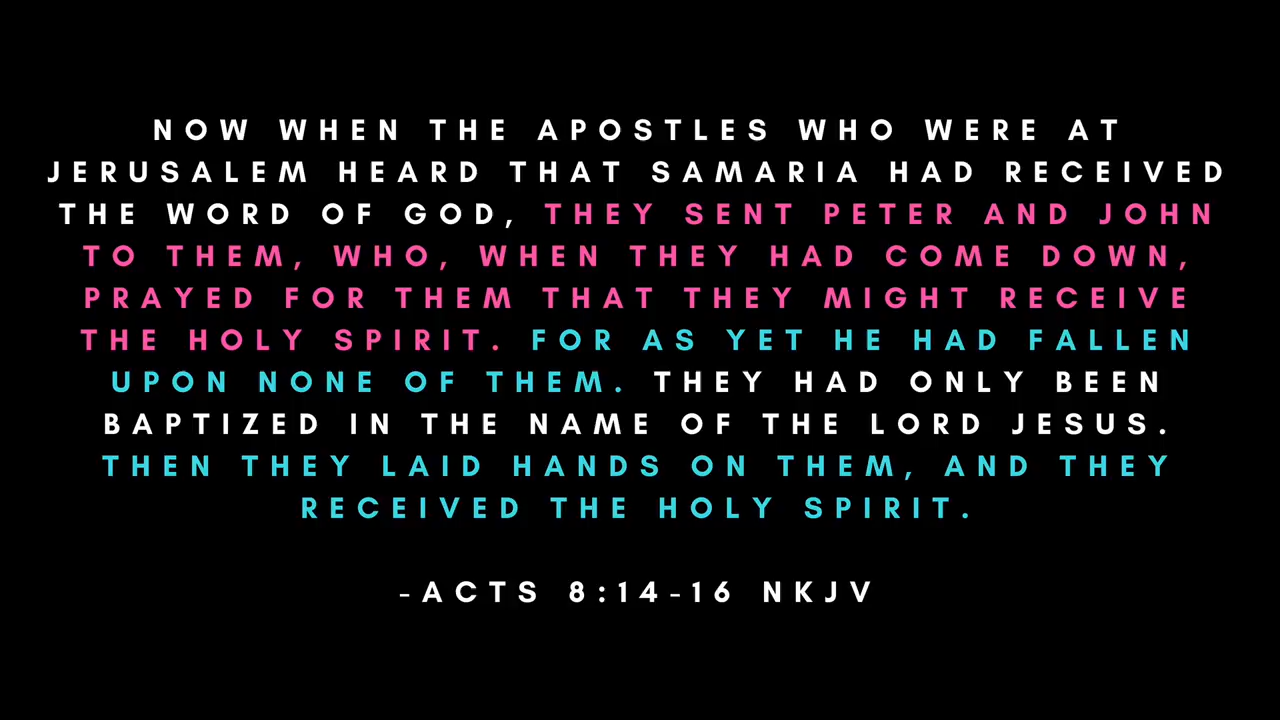 NOW WHEN THE APOSTLES WHO WERE AT
JERUSALEM HEARD THAT SAMARIA HAD RECEIVED
THE WORD OF GOD, THEY SENT PETER AND JOHN
TO THEM, WHO, WHEN THEY HAD COME DOWN,
PRAYED FOR THEM THAT THEY MIGHT RECEIVE
THE HOLY SPIRIT. FOR AS YET HE HAD FALLEN
UPON NONE OF THEM. THEY HAD ONLY BEEN
BAPTIZED IN THE NAME OF THE LORD JESUS.
THEN THEY LAID HANDS ON THEM, AND THEY
RECEIVED THE HOLY SPIRIT.
-ACTS 8:14-16 NKJV